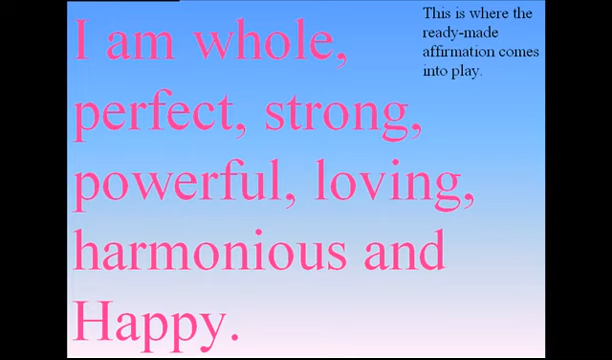 I am whole,
perfect, strong,
powerful, loving,
harmonious and
Happy.
This is where the
ready-made
affirmation comes
into play.